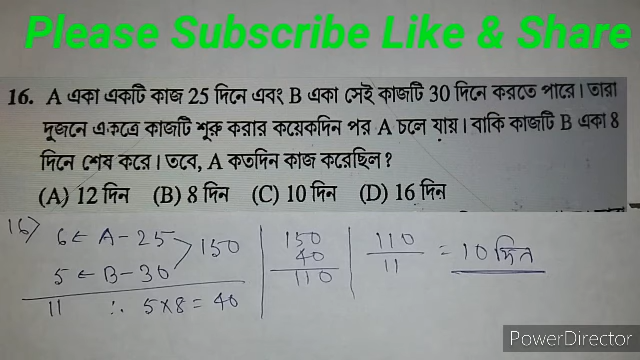 Please Subscribe Like & Share
16. A একা একটি কাজ 25 দিনে এবং B একা সেই কাজটি 30 দিনে করতে পারে। তারা
দুজনে একত্রে কাজটি শুরু করার কয়েকদিন পর A চলে যায়। বাকি কাজটি B একা 8
দিনে শেষ করে। তবে, A কতদিন কাজ করেছিল?
(A) 12 দিন (B) 8 দিন (C) 10 দিন (D) 16 দিন
16)
6 ← A - 25
5 ← B - 30
150
11 ∴ 5×8 = 40
150
40
110
110
11
= 10 দিন
PowerDirector